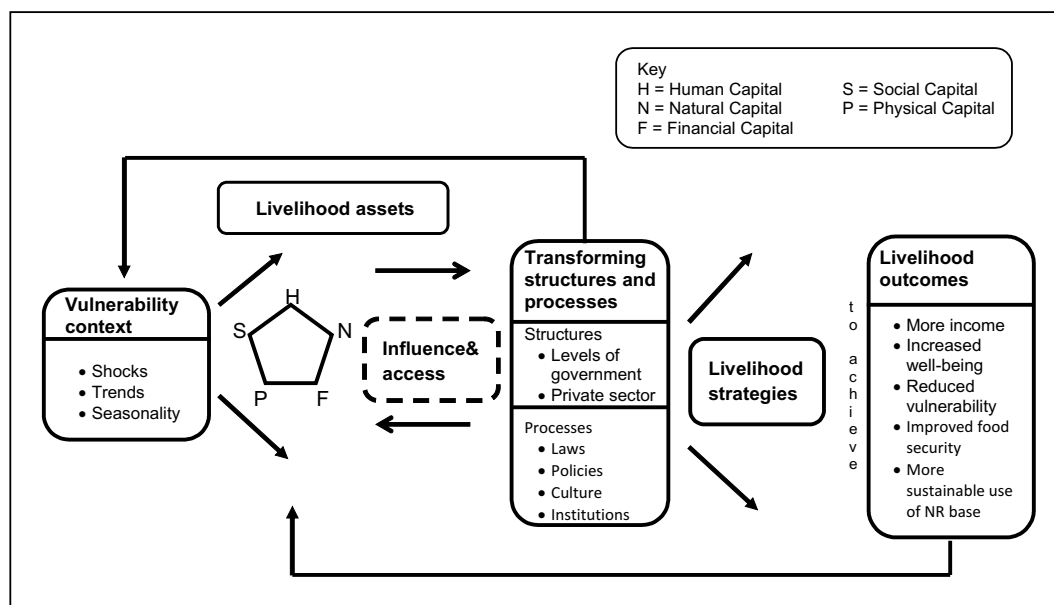 Key
H = Human Capital S = Social Capital
N = Natural Capital P = Physical Capital
F = Financial Capital
Livelihood assets
Vulnerability
context
• Shocks
• Trends
• Seasonality
H
S
N
P
F
Influence&
access
Transforming
structures and
processes
Structures
• Levels of
government
• Private sector
Processes
• Laws
• Policies
• Culture
• Institutions
Livelihood
strategies
to achieve
Livelihood
outcomes
• More income
• Increased
well-being
• Reduced
vulnerability
• Improved food
security
• More
sustainable use
of NR base